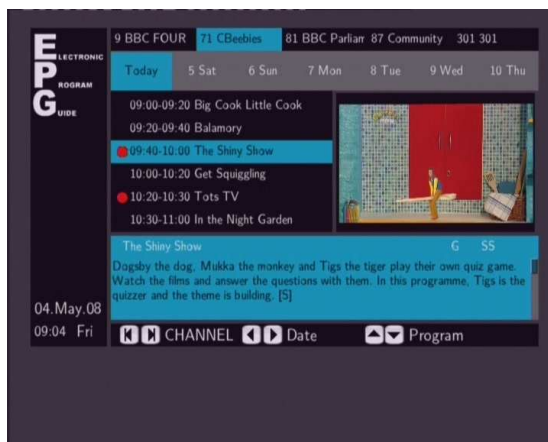 ELECTRONIC
PROGRAM
GUIDE
9 BBC FOUR 71 CBeebies 81 BBC Parliam 87 Community 301 301
Today 5 Sat 6 Sun 7 Mon 8 Tue 9 Wed 10 Thu
09:00-09:20 Big Cook Little Cook
09:20-09:40 Balamory
09:40-10:00 The Shiny Show
10:00-10:20 Get Squiggling
10:20-10:30 Tots TV
10:30-11:00 In the Night Garden
The Shiny Show G SS
Dogsby the dog, Mukka the monkey and Tigs the tiger play their own quiz game.
Watch the films and answer the questions with them. In this programme, Tigs is the
quizzer and the theme is building. [S]
04.May.08
09:04 Fri
CHANNEL Date Program